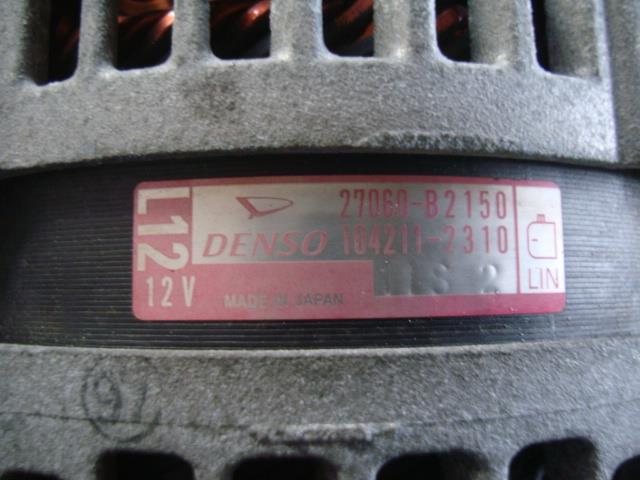 L12
27060-B2150
DENSO 104211-2310
12V
MADE IN JAPAN
LIN